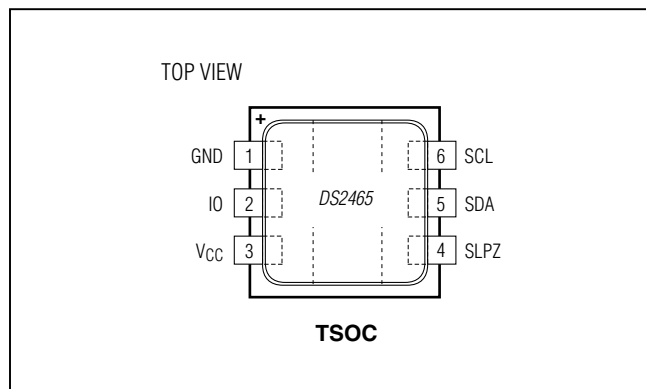 TOP VIEW
+
GND 1 6 SCL
IO 2 DS2465 5 SDA
VCC 3 4 SLPZ
TSOC